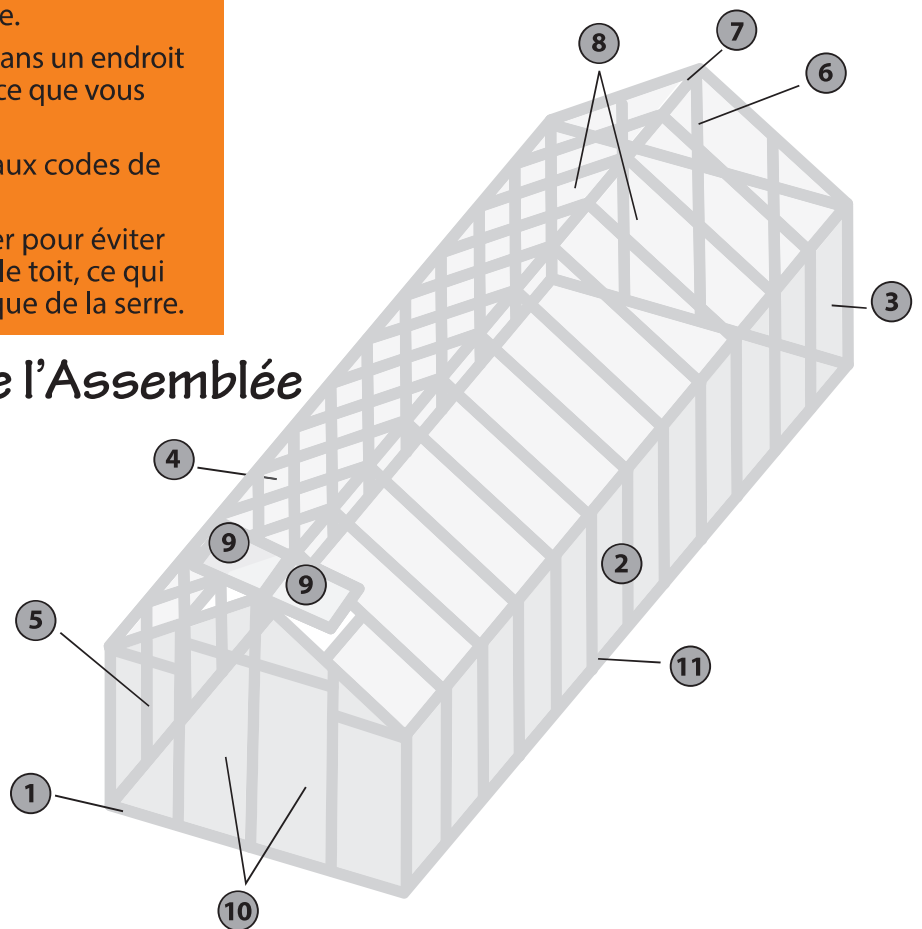 e.
ans un endroit
ce que vous
aux codes de
er pour éviter
le toit, ce qui
que de la serre.
e l'Assemblée
8
7
6
3
4
9
9
2
5
11
1
10